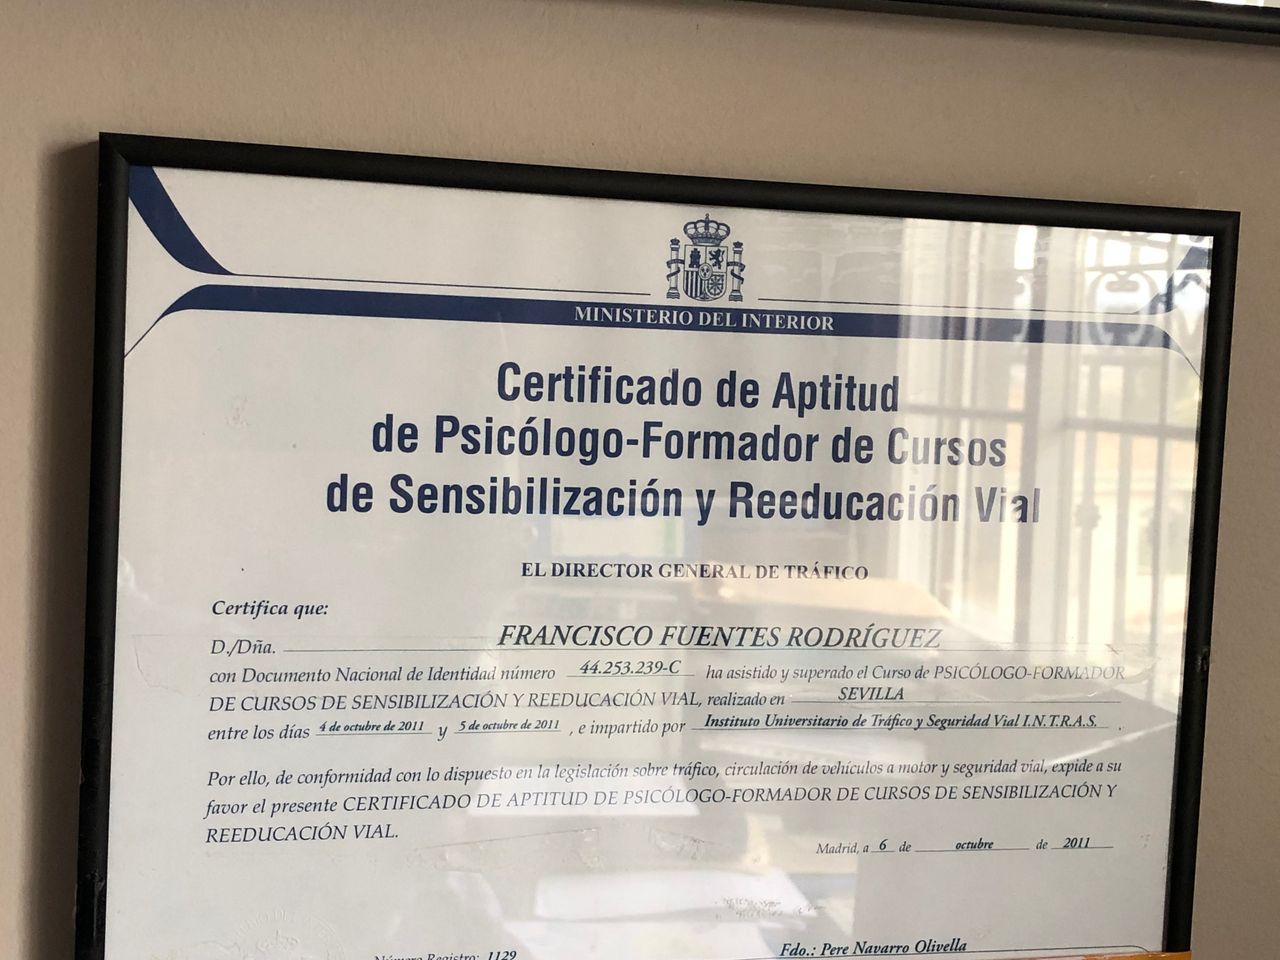 MINISTERIO DEL INTERIOR
Certificado de Aptitud
de Psicólogo-Formador de Cursos
de Sensibilización y Reeducación Vial
EL DIRECTOR GENERAL DE TRÁFICO
Certifica que:
D./Dña. FRANCISCO FUENTES RODRÍGUEZ
con Documento Nacional de Identidad número 44.253.239-C ha asistido y superado el Curso de PSICÓLOGO-FORMADOR
DE CURSOS DE SENSIBILIZACIÓN Y REEDUCACIÓN VIAL, realizado en SEVILLA
entre los días 4 de octubre de 2011 y 5 de octubre de 2011 , e impartido por Instituto Universitario de Tráfico y Seguridad Vial I.N.T.R.A.S. .
Por ello, de conformidad con lo dispuesto en la legislación sobre tráfico, circulación de vehículos a motor y seguridad vial, expide a su
favor el presente CERTIFICADO DE APTITUD DE PSICÓLOGO-FORMADOR DE CURSOS DE SENSIBILIZACIÓN Y
REEDUCACIÓN VIAL.
Madrid, a 6 de octubre de 2011
Fdo.: Pere Navarro Olivella
Número Registro: 1129